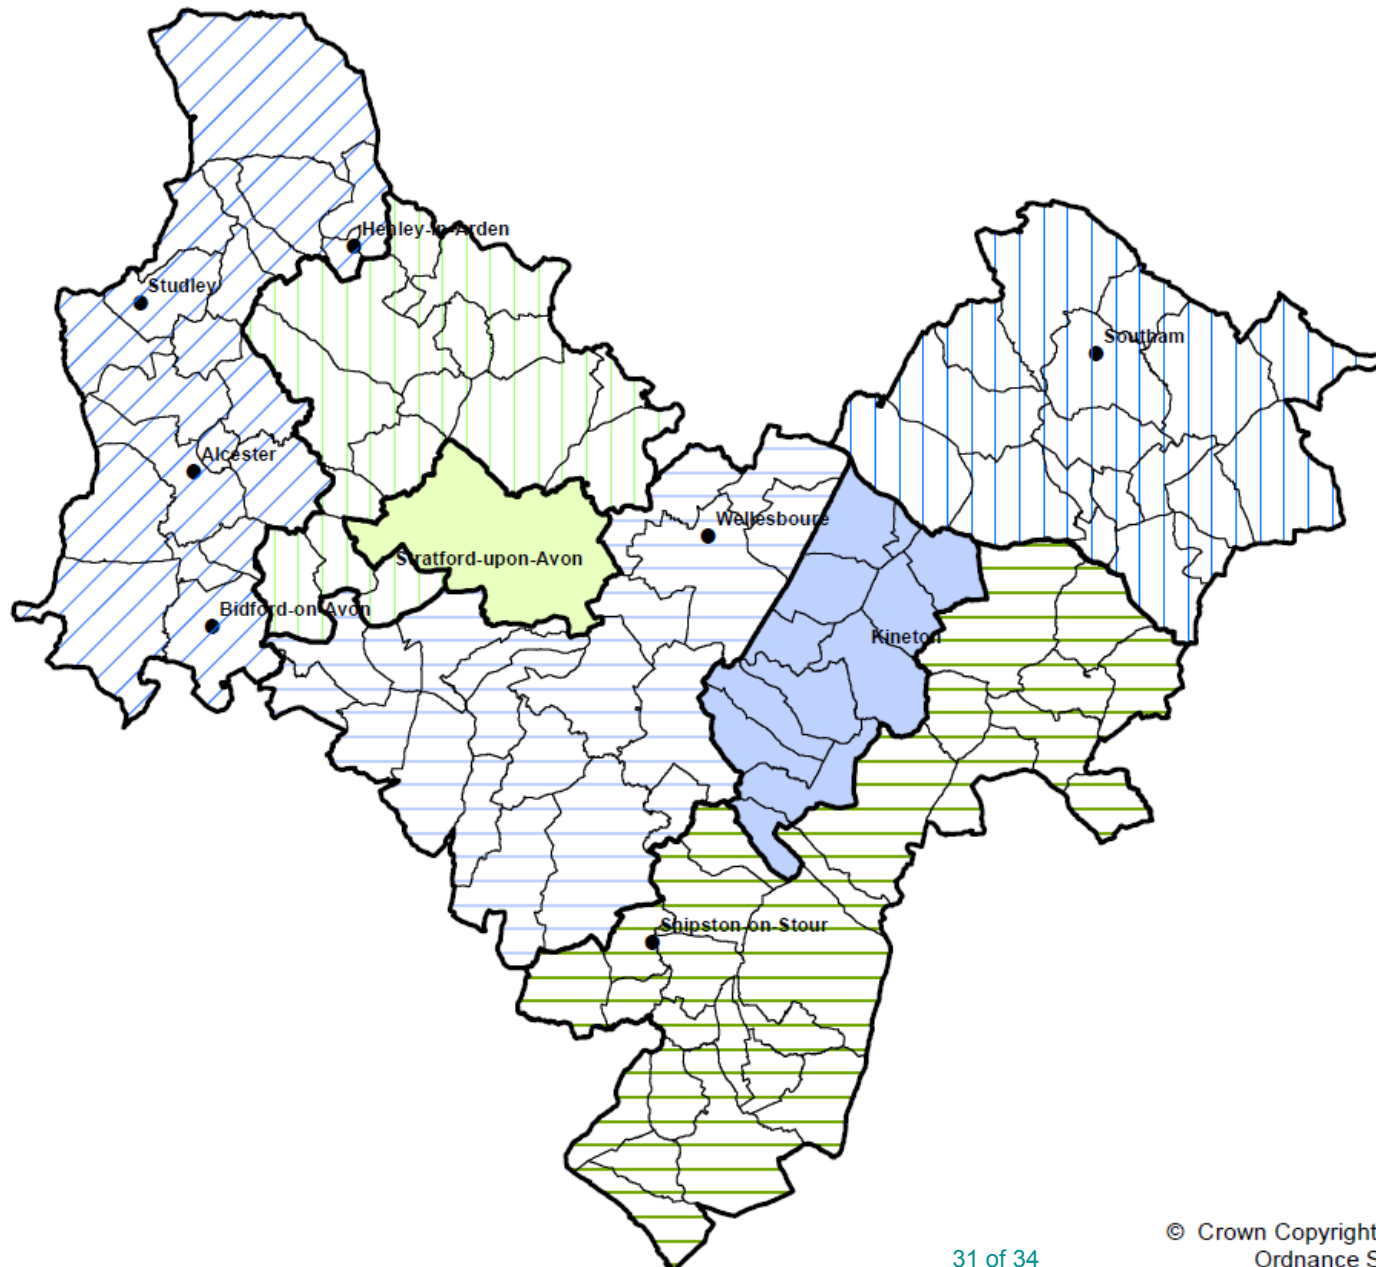 Henley-in-Arden
Studley
Southam
Alcester
Wellesboure
Stratford-upon-Avon
Bidford-on-Avon
Kineton
Shipston-on-Stour
© Crown Copyright
31 of 34
Ordnance S